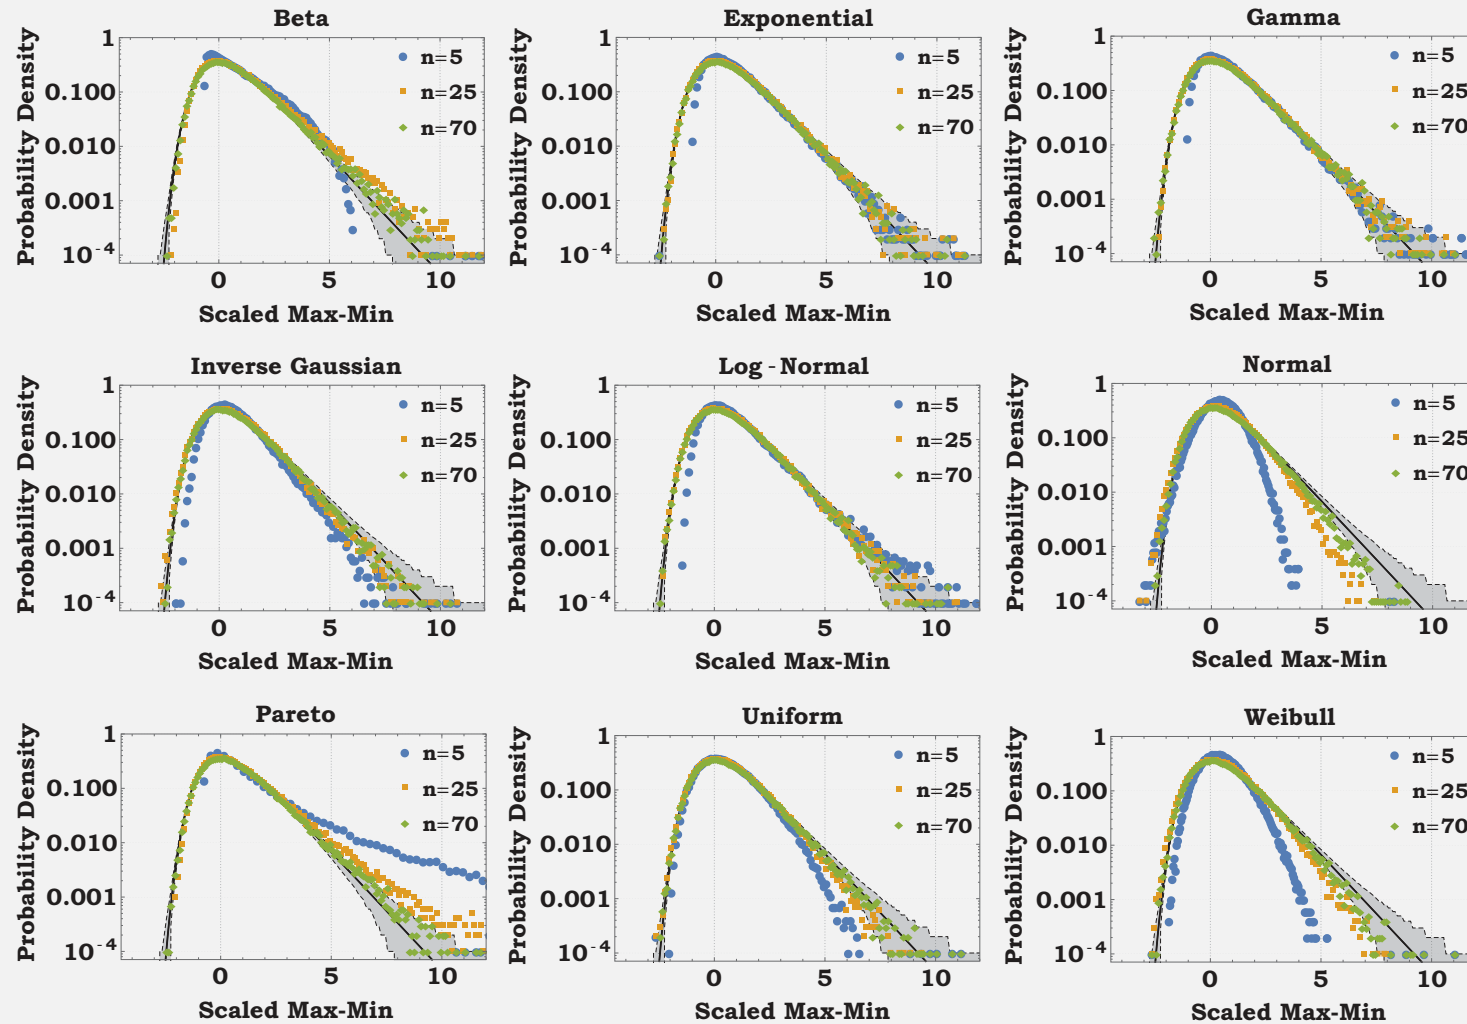 Beta
Probability Density
1
0.100
0.010
0.001
10⁻⁴
n=5
n=25
n=70
0 5 10
Scaled Max-Min
Exponential
Probability Density
1
0.100
0.010
0.001
10⁻⁴
n=5
n=25
n=70
0 5 10
Scaled Max-Min
Gamma
Probability Density
1
0.100
0.010
0.001
10⁻⁴
n=5
n=25
n=70
0 5 10
Scaled Max-Min
Inverse Gaussian
Probability Density
1
0.100
0.010
0.001
10⁻⁴
n=5
n=25
n=70
0 5 10
Scaled Max-Min
Log-Normal
Probability Density
1
0.100
0.010
0.001
10⁻⁴
n=5
n=25
n=70
0 5 10
Scaled Max-Min
Normal
Probability Density
1
0.100
0.010
0.001
10⁻⁴
n=5
n=25
n=70
0 5 10
Scaled Max-Min
Pareto
Probability Density
1
0.100
0.010
0.001
10⁻⁴
n=5
n=25
n=70
0 5 10
Scaled Max-Min
Uniform
Probability Density
1
0.100
0.010
0.001
10⁻⁴
n=5
n=25
n=70
0 5 10
Scaled Max-Min
Weibull
Probability Density
1
0.100
0.010
0.001
10⁻⁴
n=5
n=25
n=70
0 5 10
Scaled Max-Min